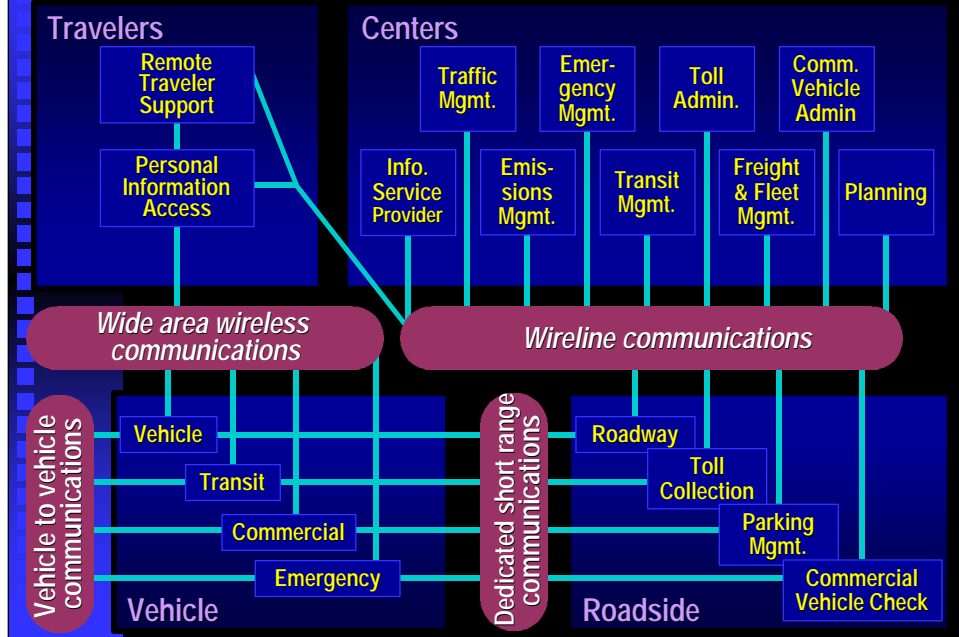 Travelers
Remote
Traveler
Support
Personal
Information
Access
Centers
Traffic
Mgmt.
Emer-
gency
Mgmt.
Toll
Admin.
Comm.
Vehicle
Admin
Info.
Service
Provider
Emis-
sions
Mgmt.
Transit
Mgmt.
Freight
& Fleet
Mgmt.
Planning
Wide area wireless
communications
Wireline communications
Vehicle to vehicle
communications
Vehicle
Transit
Commercial
Emergency
Vehicle
Dedicated short range
communications
Roadway
Toll
Collection
Parking
Mgmt.
Commercial
Vehicle Check
Roadside